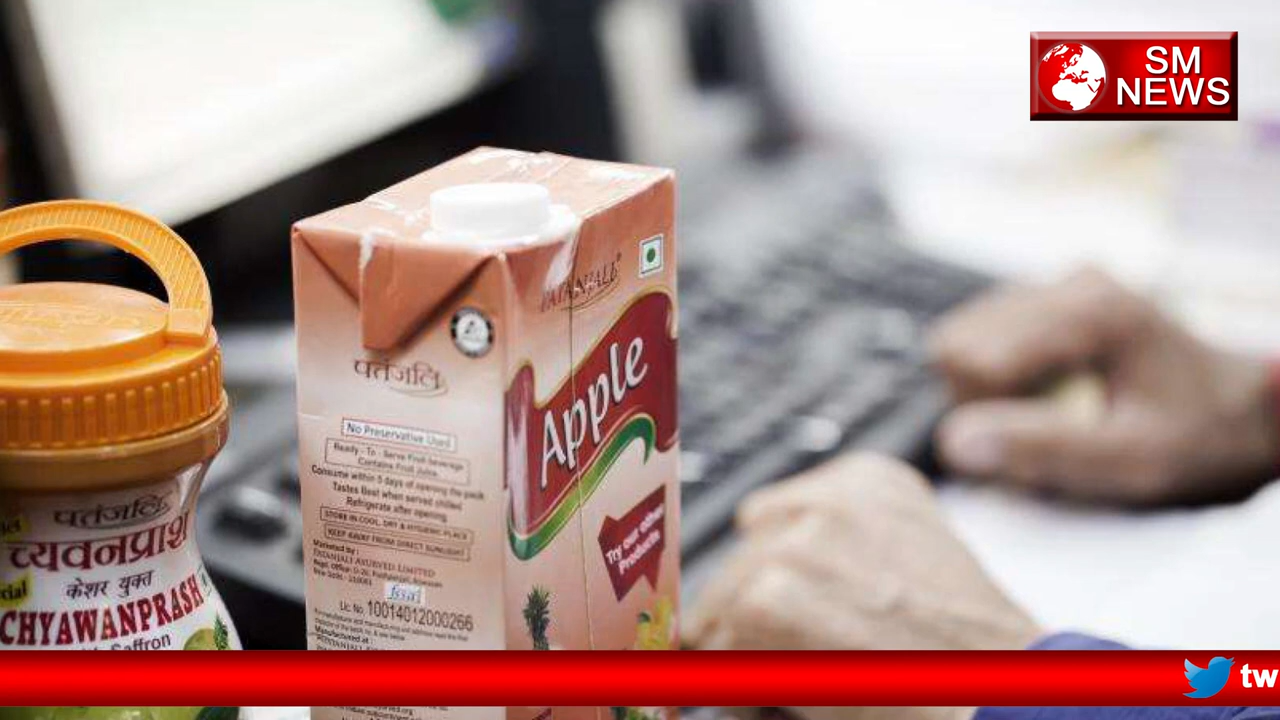 SM
NEWS
PATANJALI
Apple
Try our other
Products
पतंजलि
No Preservative Used
Ready - To - Serve Fruit beverage
Contains Fruit Juice.
Consume within 5 days of opening the pack
Tastes Best when served chilled
Refrigerate after opening
STORE IN COOL, DRY & HYGIENIC PLACE
KEEP AWAY FROM DIRECT SUNLIGHT
Marketed by :
PATANJALI AYURVED LIMITED
fssai
Lic. No. 10014012000266
Manufactured at :
पतंजलि
च्यवनप्राश
केशर युक्त
CHYAWANPRASH
Saffron
tw